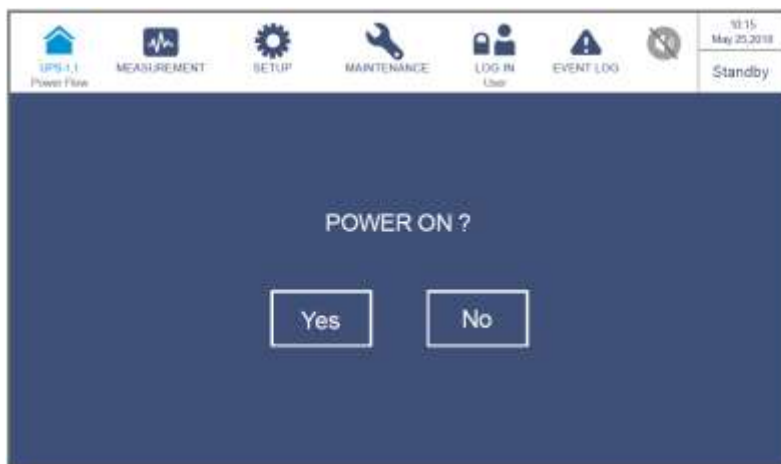 10:15
May 25,2018
UPS-1,1
Power Flow
MEASUREMENT
SETUP
MAINTENANCE
LOG IN
User
EVENT LOG
Standby
POWER ON ?
Yes
No